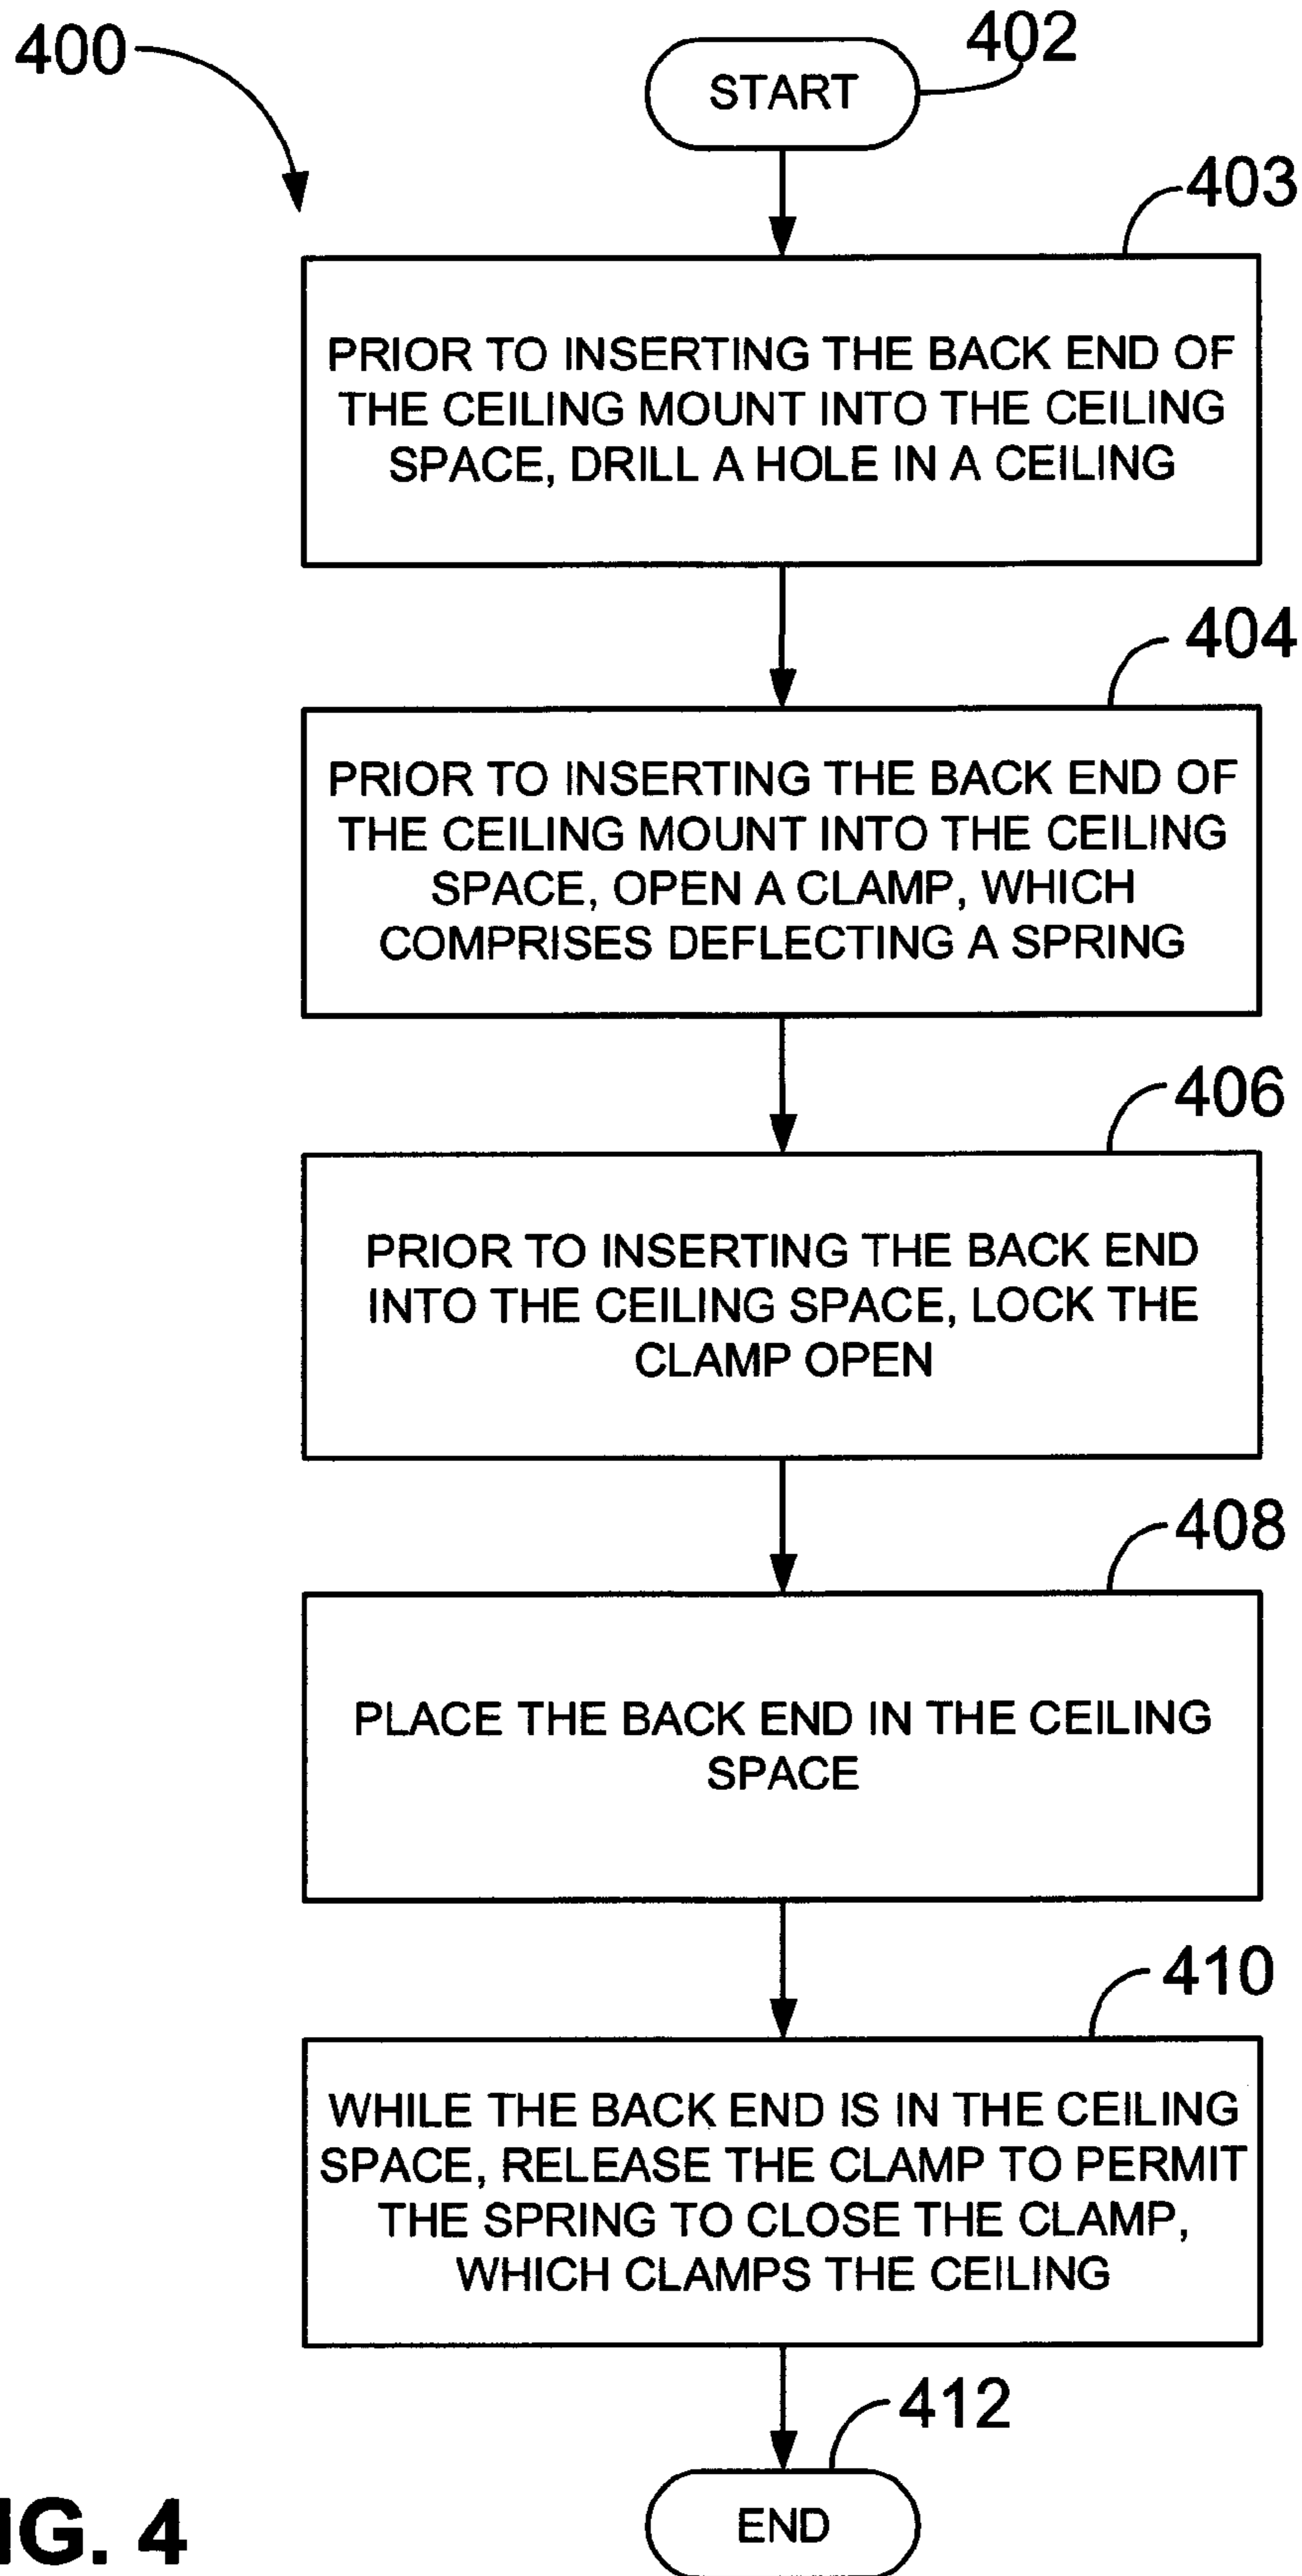 400
402
START
403
PRIOR TO INSERTING THE BACK END OF
THE CEILING MOUNT INTO THE CEILING
SPACE, DRILL A HOLE IN A CEILING
404
PRIOR TO INSERTING THE BACK END OF
THE CEILING MOUNT INTO THE CEILING
SPACE, OPEN A CLAMP, WHICH
COMPRISES DEFLECTING A SPRING
406
PRIOR TO INSERTING THE BACK END
INTO THE CEILING SPACE, LOCK THE
CLAMP OPEN
408
PLACE THE BACK END IN THE CEILING
SPACE
410
WHILE THE BACK END IS IN THE CEILING
SPACE, RELEASE THE CLAMP TO PERMIT
THE SPRING TO CLOSE THE CLAMP,
WHICH CLAMPS THE CEILING
412
END
IG. 4